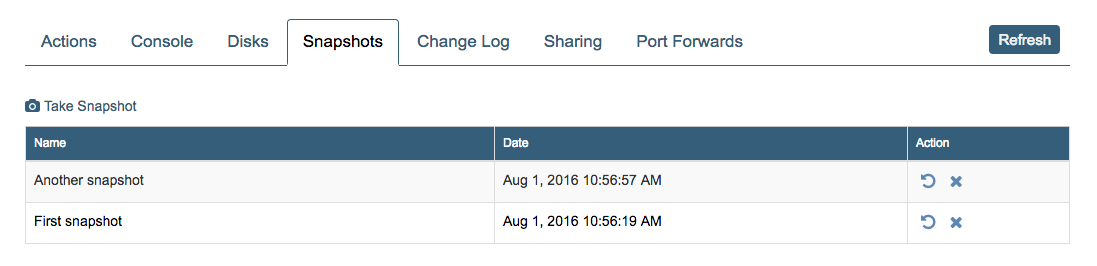 Actions Console Disks Snapshots Change Log Sharing Port Forwards Refresh
Take Snapshot
Name Date Action
Another snapshot Aug 1, 2016 10:56:57 AM
First snapshot Aug 1, 2016 10:56:19 AM